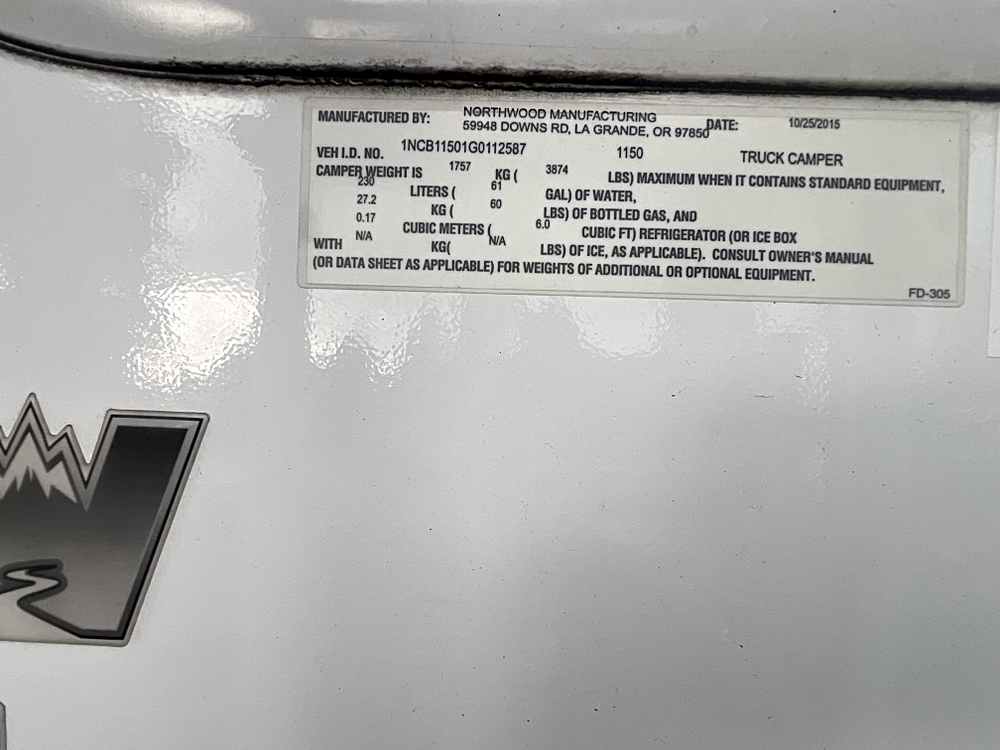 MANUFACTURED BY: NORTHWOOD MANUFACTURING DATE: 10/25/2015
59948 DOWNS RD, LA GRANDE, OR 97850
VEH I.D. NO. 1NCB11501G0112587 1150 TRUCK CAMPER
CAMPER WEIGHT IS 1757 KG ( 3874 LBS) MAXIMUM WHEN IT CONTAINS STANDARD EQUIPMENT,
230 LITERS ( 61 GAL) OF WATER,
27.2 KG ( 60 LBS) OF BOTTLED GAS, AND
0.17 CUBIC METERS ( 6.0 CUBIC FT) REFRIGERATOR (OR ICE BOX
WITH N/A KG( N/A LBS) OF ICE, AS APPLICABLE). CONSULT OWNER'S MANUAL
(OR DATA SHEET AS APPLICABLE) FOR WEIGHTS OF ADDITIONAL OR OPTIONAL EQUIPMENT.
FD-305